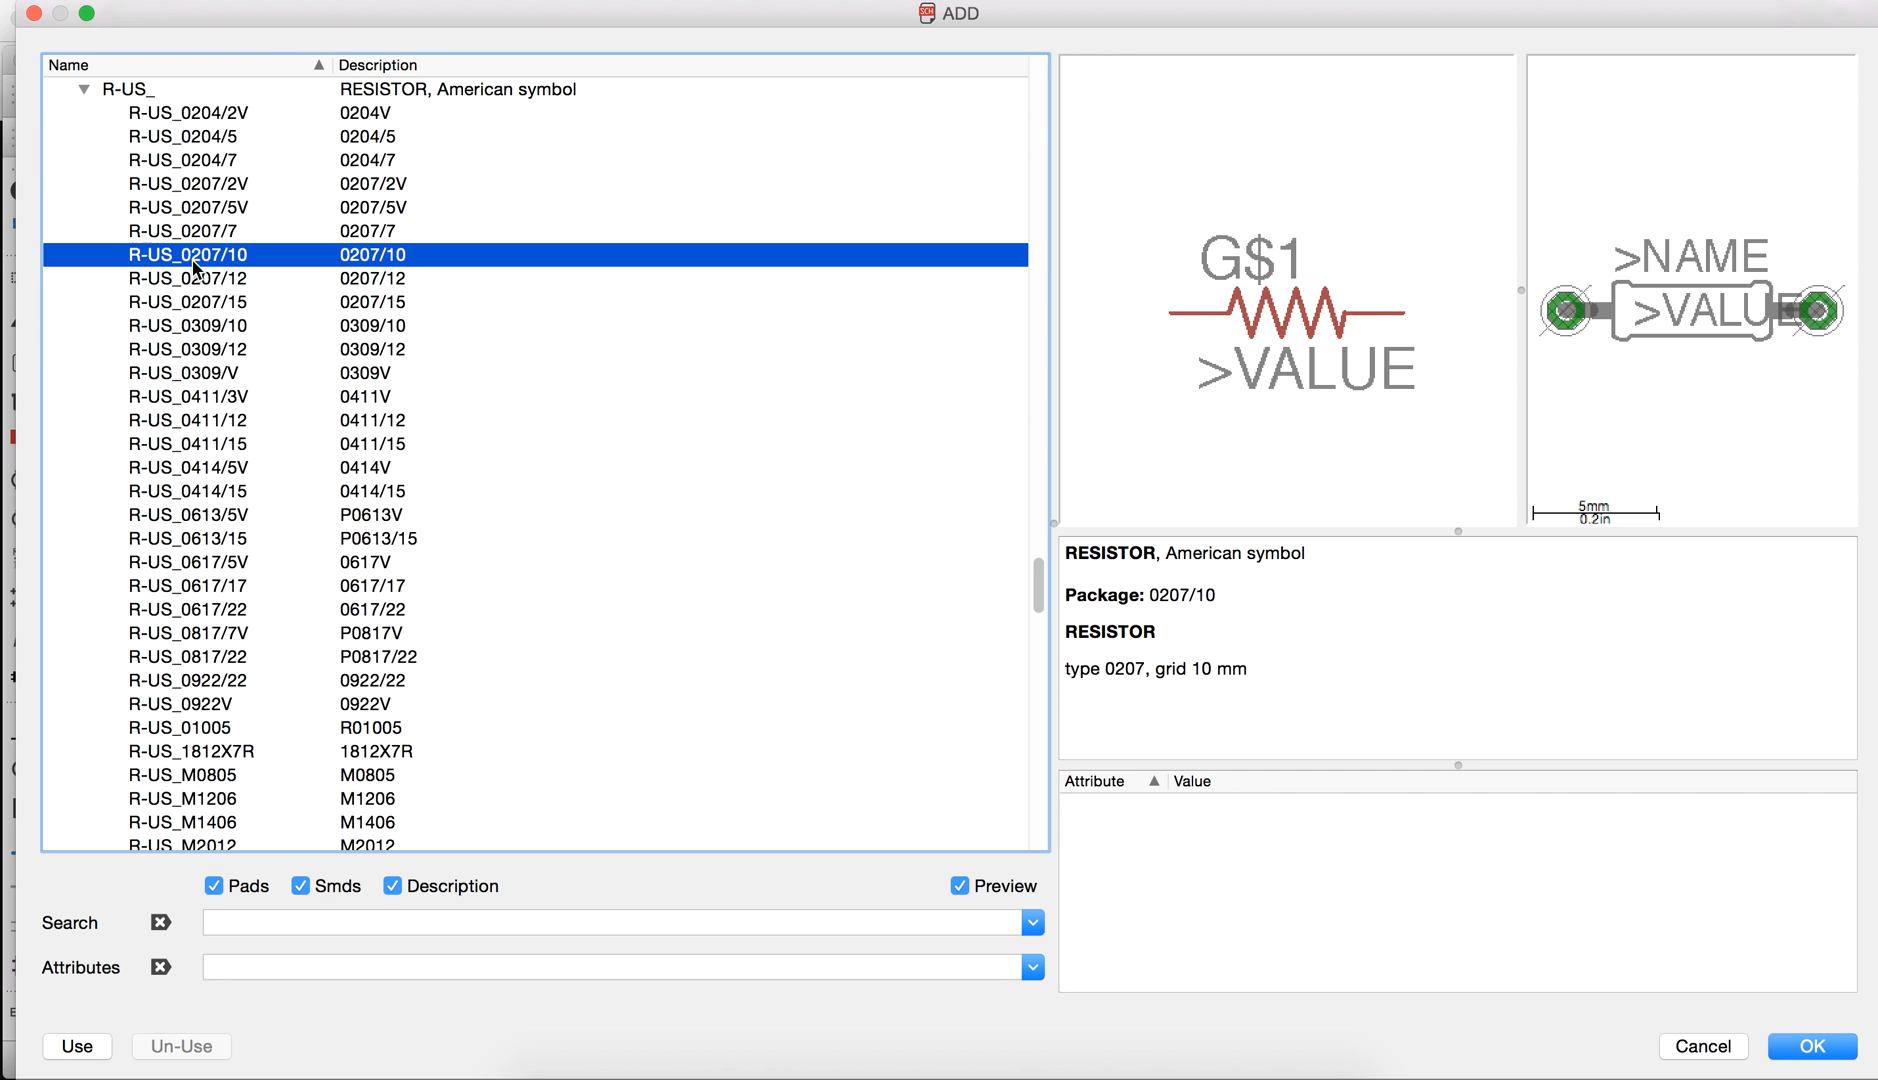 SCH ADD
Name Description
R-US_ RESISTOR, American symbol
R-US_0204/2V 0204V
R-US_0204/5 0204/5
R-US_0204/7 0204/7
R-US_0207/2V 0207/2V
R-US_0207/5V 0207/5V
R-US_0207/7 0207/7
R-US_0207/10 0207/10
R-US_0207/12 0207/12
R-US_0207/15 0207/15
R-US_0309/10 0309/10
R-US_0309/12 0309/12
R-US_0309/V 0309V
R-US_0411/3V 0411V
R-US_0411/12 0411/12
R-US_0411/15 0411/15
R-US_0414/5V 0414V
R-US_0414/15 0414/15
R-US_0613/5V P0613V
R-US_0613/15 P0613/15
R-US_0617/5V 0617V
R-US_0617/17 0617/17
R-US_0617/22 0617/22
R-US_0817/7V P0817V
R-US_0817/22 P0817/22
R-US_0922/22 0922/22
R-US_0922V 0922V
R-US_01005 R01005
R-US_1812X7R 1812X7R
R-US_M0805 M0805
R-US_M1206 M1206
R-US_M1406 M1406
R-US_M2012 M2012
Pads Smds Description Preview
Search
Attributes
Use Un-Use
G$1
>VALUE
>NAME
>VALUE
5mm
0.2in
RESISTOR, American symbol
Package: 0207/10
RESISTOR
type 0207, grid 10 mm
Attribute Value
Cancel OK